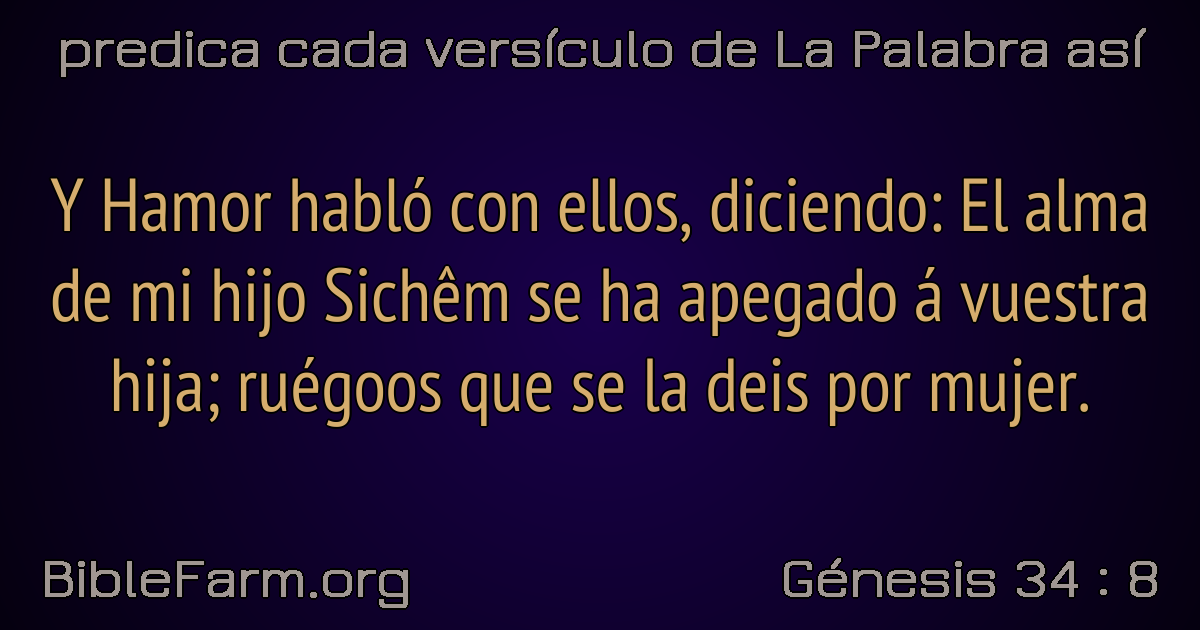 predica cada versículo de La Palabra así
Y Hamor habló con ellos, diciendo: El alma
de mi hijo Sichêm se ha apegado á vuestra
hija; ruégoos que se la deis por mujer.
BibleFarm.org
Génesis 34 : 8